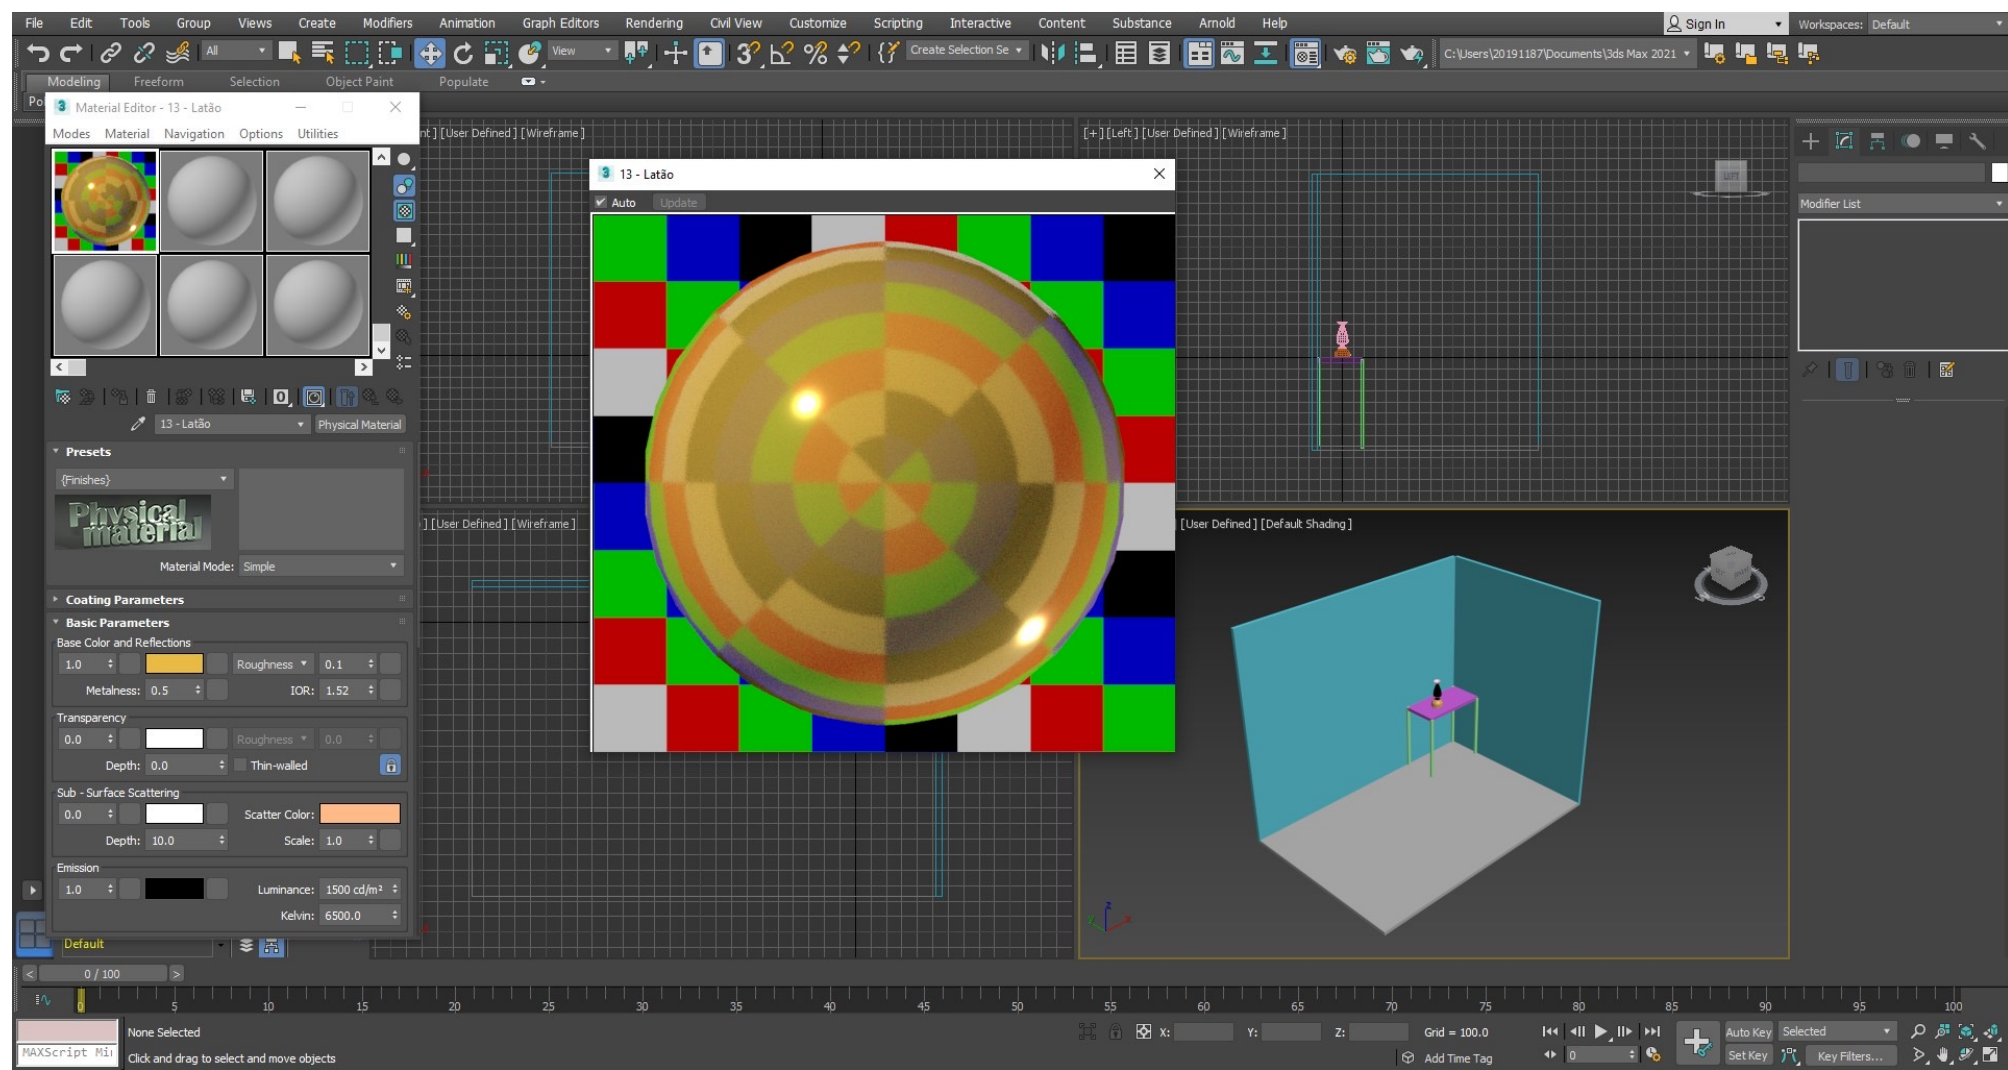 File Edit Tools Group Views Create Modifiers Animation Graph Editors Rendering Civil View Customize Scripting Interactive Content Substance Arnold Help Sign In Workspaces: Default
All View Create Selection Se C:\Users\20191187\Documents\3ds Max 2021
Modeling Freeform Selection Object Paint Populate
Po
3 Material Editor - 13 - Latão
Modes Material Navigation Options Utilities
13 - Latão Physical Material
Presets
{Finishes}
Physical material
Material Mode: Simple
Coating Parameters
Basic Parameters
Base Color and Reflections
1.0 Roughness 0.1
Metalness: 0.5 IOR: 1.52
Transparency
0.0 Roughness 0.0
Depth: 0.0 Thin-walled
Sub - Surface Scattering
0.0 Scatter Color:
Depth: 10.0 Scale: 1.0
Emission
1.0 Luminance: 1500 cd/m²
Kelvin: 6500.0
Default
nt ] [User Defined ] [Wireframe ]
[+] [Left ] [User Defined ] [Wireframe ]
LEFT
3 13 - Latão
Auto Update
] [User Defined ] [Wireframe ]
[User Defined ] [Default Shading ]
z
x
y
Modifier List
< 0 / 100 >
0 5 10 15 20 25 30 35 40 45 50 55 60 65 70 75 80 85 90 95 100
None Selected X: Y: Z: Grid = 100.0 Auto Key Selected
MAXScript Mi Click and drag to select and move objects Add Time Tag 0 Set Key Key Filters...